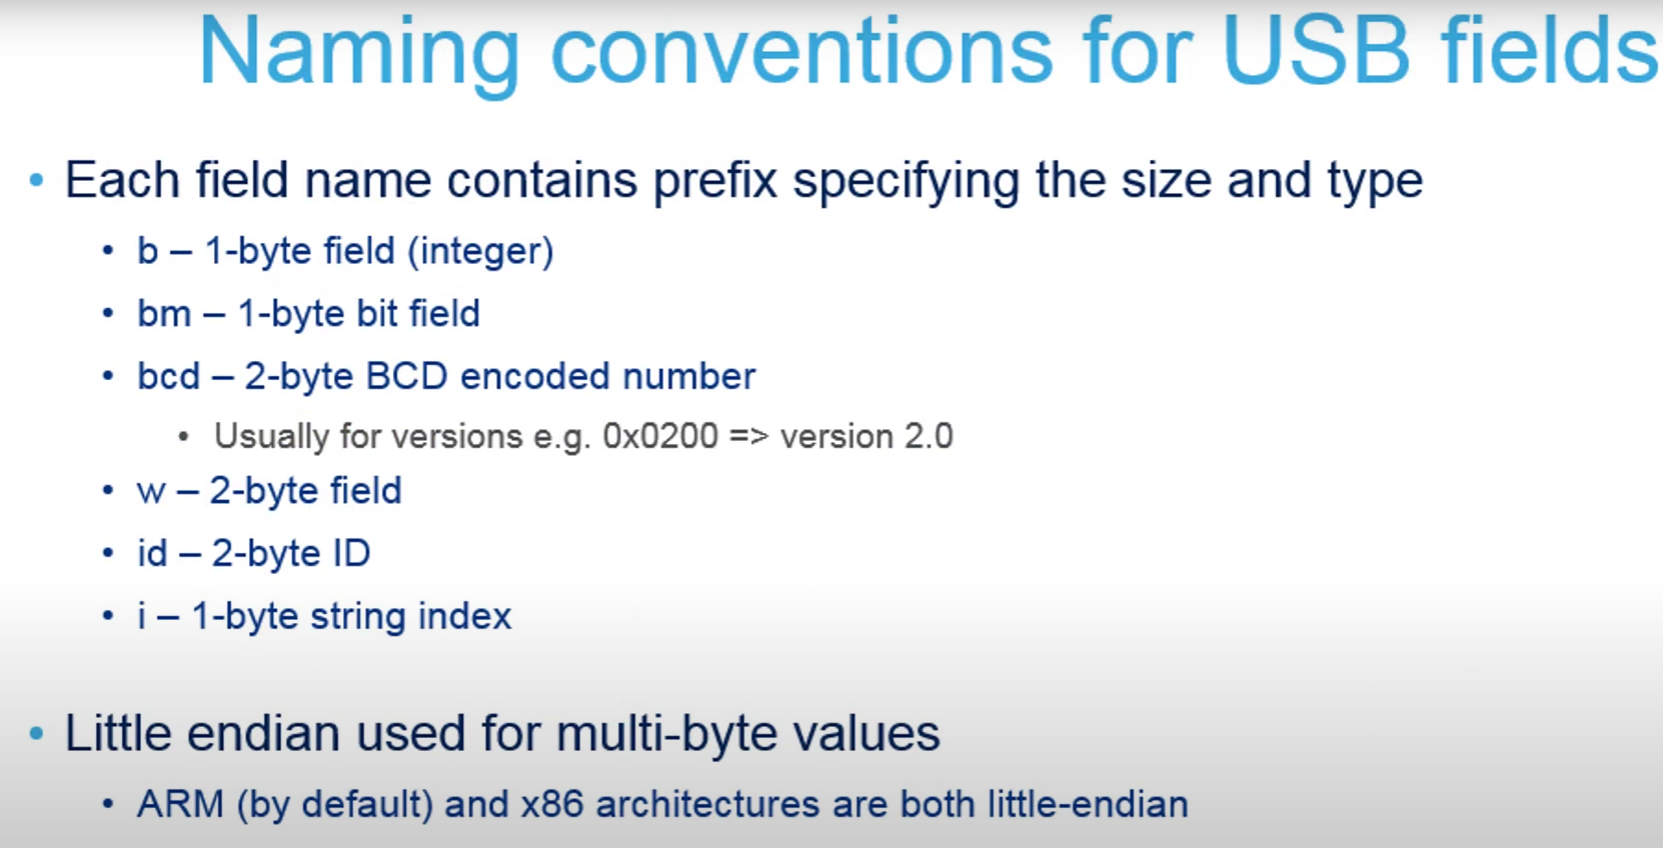 Naming conventions for USB fields
• Each field name contains prefix specifying the size and type
• b – 1-byte field (integer)
• bm – 1-byte bit field
• bcd – 2-byte BCD encoded number
• Usually for versions e.g. 0x0200 => version 2.0
• w – 2-byte field
• id – 2-byte ID
• i – 1-byte string index
• Little endian used for multi-byte values
• ARM (by default) and x86 architectures are both little-endian